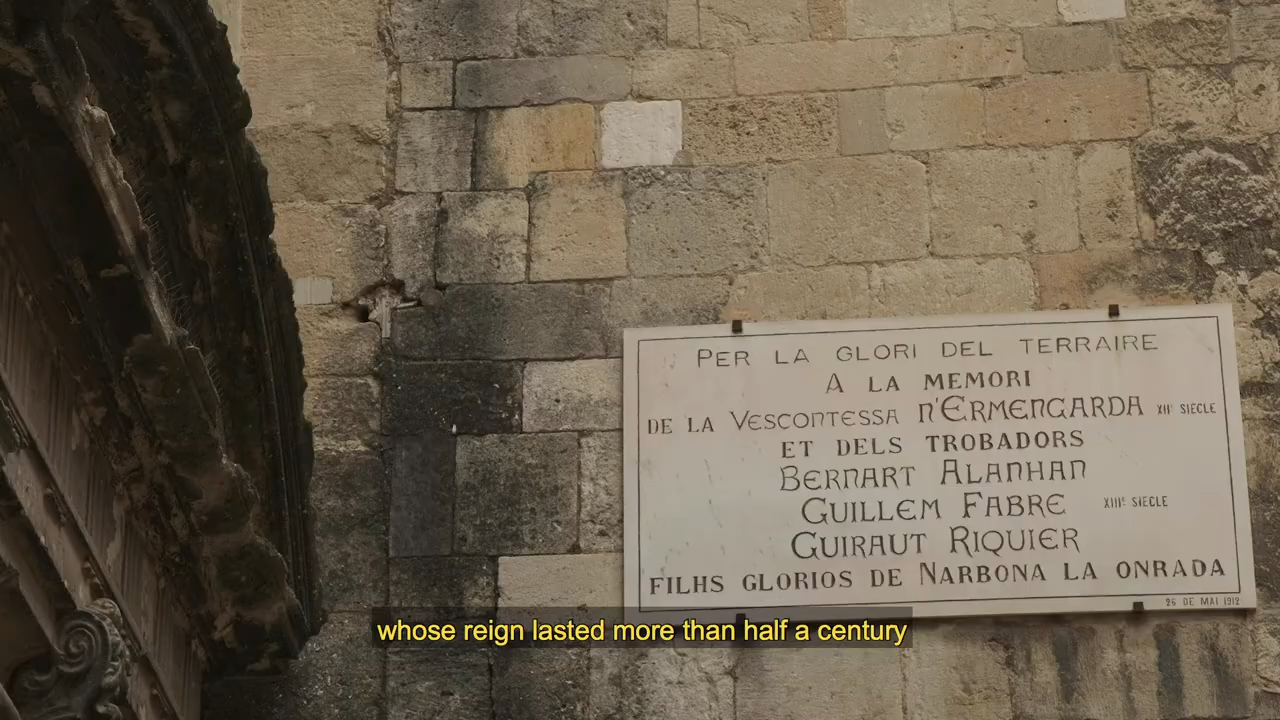 PER LA GLORI DEL TERRAIRE
A LA MEMORI
DE LA VESCONTESSA N'ERMENGARDA XIIᵉ SIECLE
ET DELS TROBADORS
BERNART ALANHAN
GUILLEM FABRE XIIIᵉ SIECLE
GUIRAUT RIQUIER
FILHS GLORIOS DE NARBONA LA ONRADA
26 DE MAI 1912
whose reign lasted more than half a century